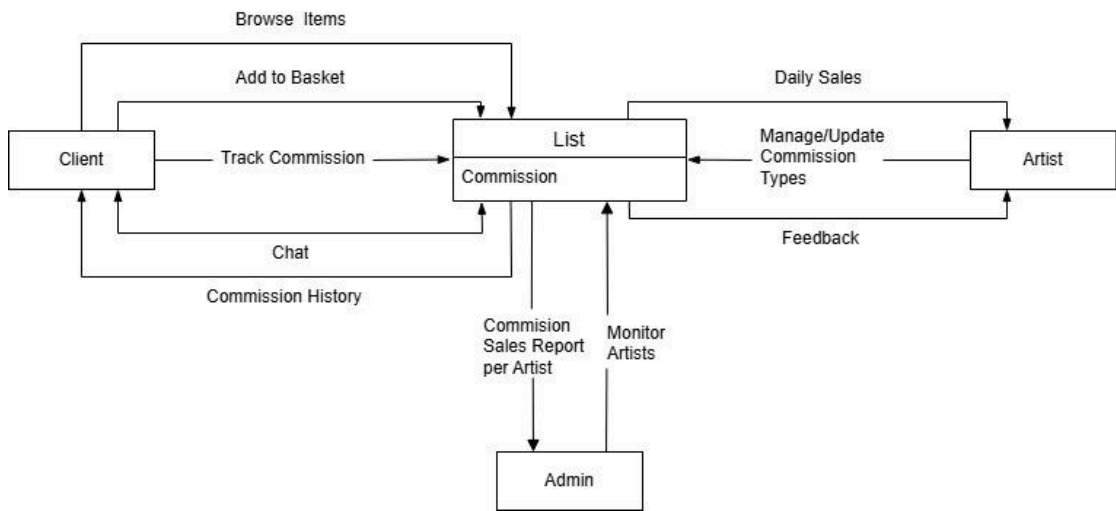 Browse Items
Add to Basket
Daily Sales
List
Client
Track Commission
Commission
Manage/Update
Commission
Types
Artist
Chat
Feedback
Commission History
Commision
Sales Report
per Artist
Monitor
Artists
Admin